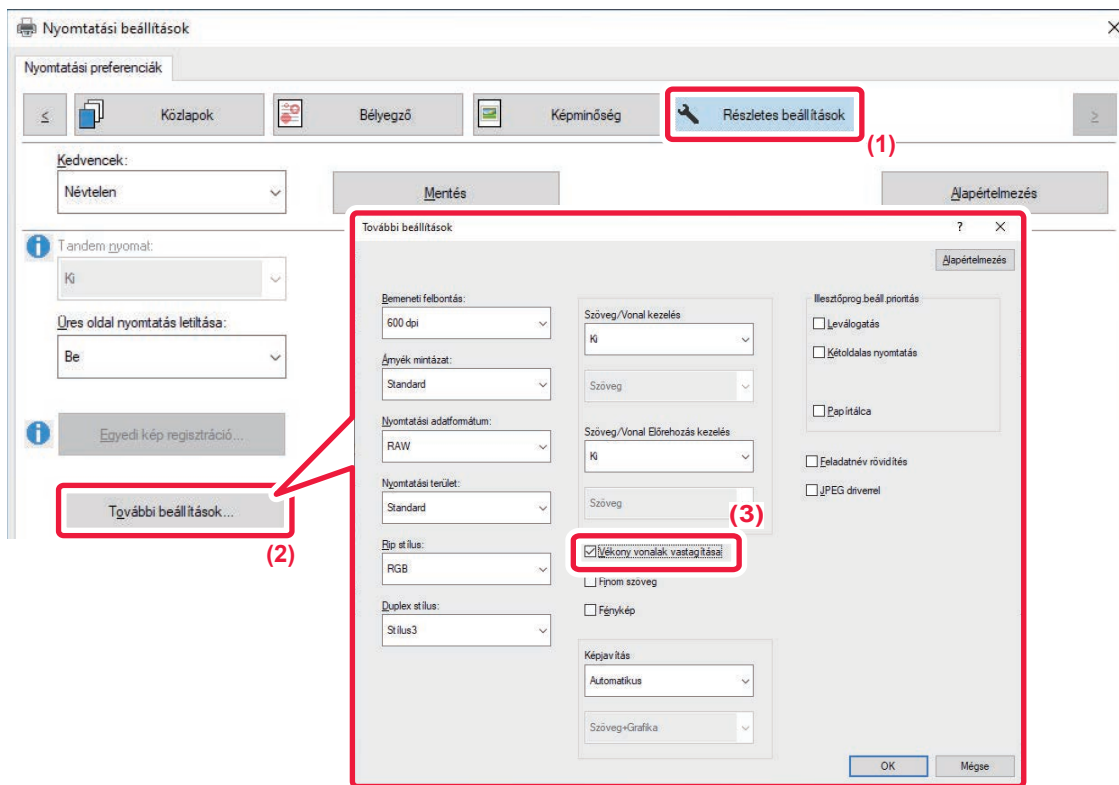 Nyomtatási beállítások
Nyomtatási preferenciák
<
Közlapok
Bélyegző
Képminőség
Részletes beállítások
>
(1)
Kedvencek:
Névtelen
Mentés
Alapértelmezés
Tandem nyomat:
Ki
Üres oldal nyomtatás letiltása:
Be
Egyedi kép regisztráció...
További beállítások...
(2)
További beállítások
?
Alapértelmezés
Bemeneti felbontás:
600 dpi
Árnyék mintázat:
Standard
Nyomtatási adatformátum:
RAW
Nyomtatási terület:
Standard
Rip stílus:
RGB
Duplex stílus:
Stílus3
Szöveg/Vonal kezelés
Ki
Szöveg
Szöveg/Vonal Előrehozás kezelés
Ki
Szöveg
(3)
Vékony vonalak vastagítása
Finom szöveg
Fénykép
Képjavítás
Automatikus
Szöveg+Grafika
Illesztőprog.beáll.prioritás
Leválogatás
Kétoldalas nyomtatás
Papírtálca
Feladatnév rövidítés
JPEG driverrel
OK
Mégse